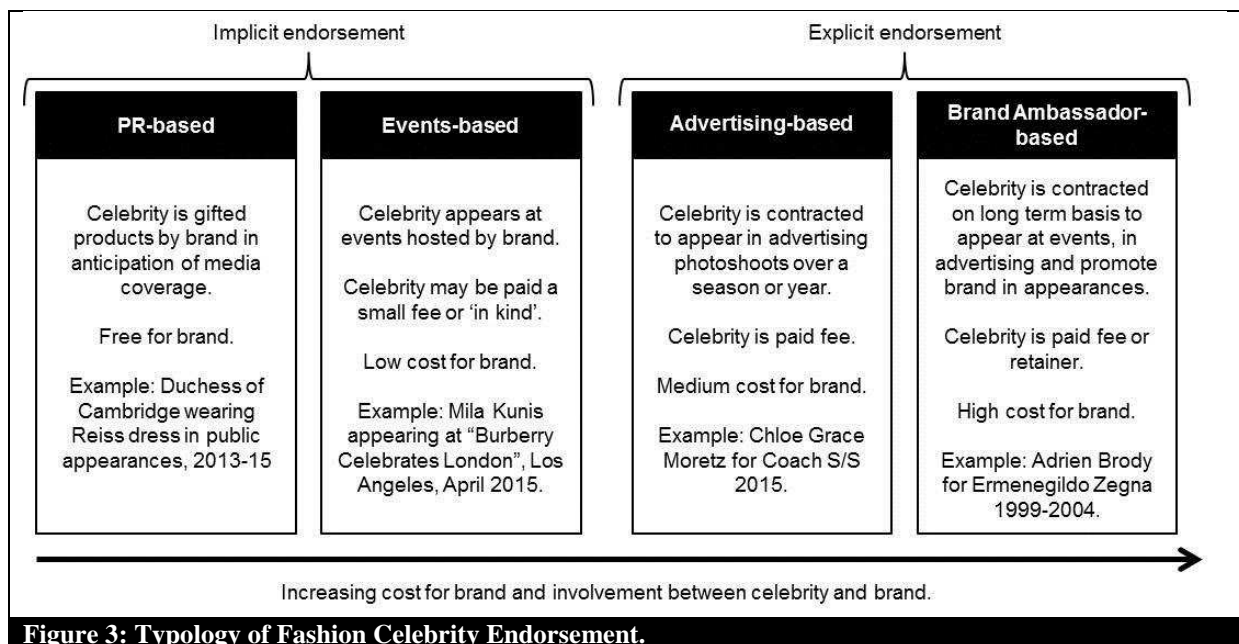 Implicit endorsement
Explicit endorsement
PR-based
Celebrity is gifted
products by brand in
anticipation of media
coverage.
Free for brand.
Example: Duchess of
Cambridge wearing
Reiss dress in public
appearances, 2013-15
Events-based
Celebrity appears at
events hosted by brand.
Celebrity may be paid a
small fee or ‘in kind’.
Low cost for brand.
Example: Mila Kunis
appearing at “Burberry
Celebrates London”, Los
Angeles, April 2015.
Advertising-based
Celebrity is contracted
to appear in advertising
photoshoots over a
season or year.
Celebrity is paid fee.
Medium cost for brand.
Example: Chloe Grace
Moretz for Coach S/S
2015.
Brand Ambassador-
based
Celebrity is contracted
on long term basis to
appear at events, in
advertising and promote
brand in appearances.
Celebrity is paid fee or
retainer.
High cost for brand.
Example: Adrien Brody
for Ermenegildo Zegna
1999-2004.
Increasing cost for brand and involvement between celebrity and brand.
Figure 3: Typology of Fashion Celebrity Endorsement.